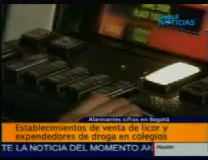 NOTICIAS
Alarmantes cifras en Bogotá
Establecimientos de venta de licor y
expendedores de droga en colegios
TE LA NOTICIA DEL MOMENTO A